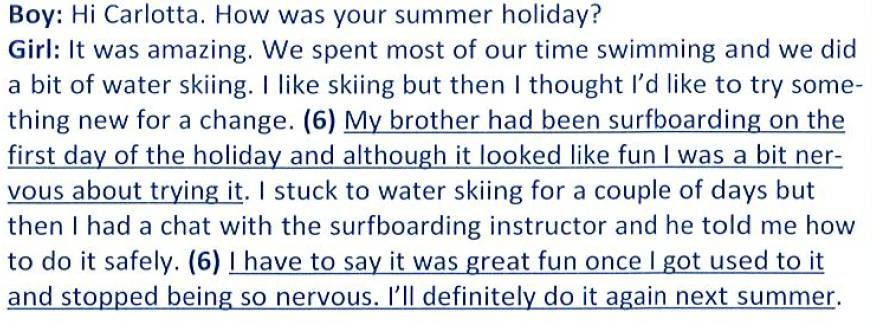 Boy: Hi Carlotta. How was your summer holiday?
Girl: It was amazing. We spent most of our time swimming and we did
a bit of water skiing. I like skiing but then I thought I'd like to try some-
thing new for a change. (6) My brother had been surfboarding on the
first day of the holiday and although it looked like fun I was a bit ner-
vous about trying it. I stuck to water skiing for a couple of days but
then I had a chat with the surfboarding instructor and he told me how
to do it safely. (6) I have to say it was great fun once I got used to it
and stopped being so nervous. I'll definitely do it again next summer.